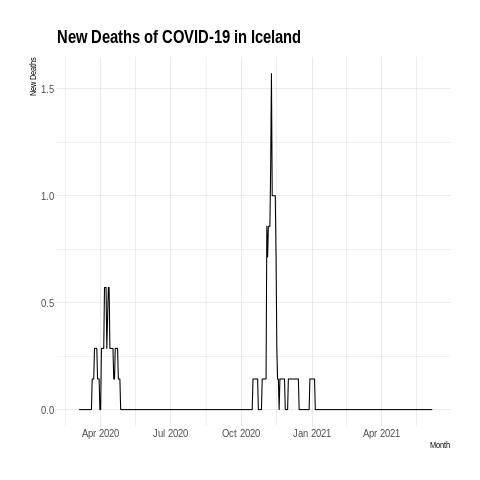 New Deaths of COVID-19 in Iceland
New Deaths
1.5
1.0
0.5
0.0
Apr 2020 Jul 2020 Oct 2020 Jan 2021 Apr 2021
Month